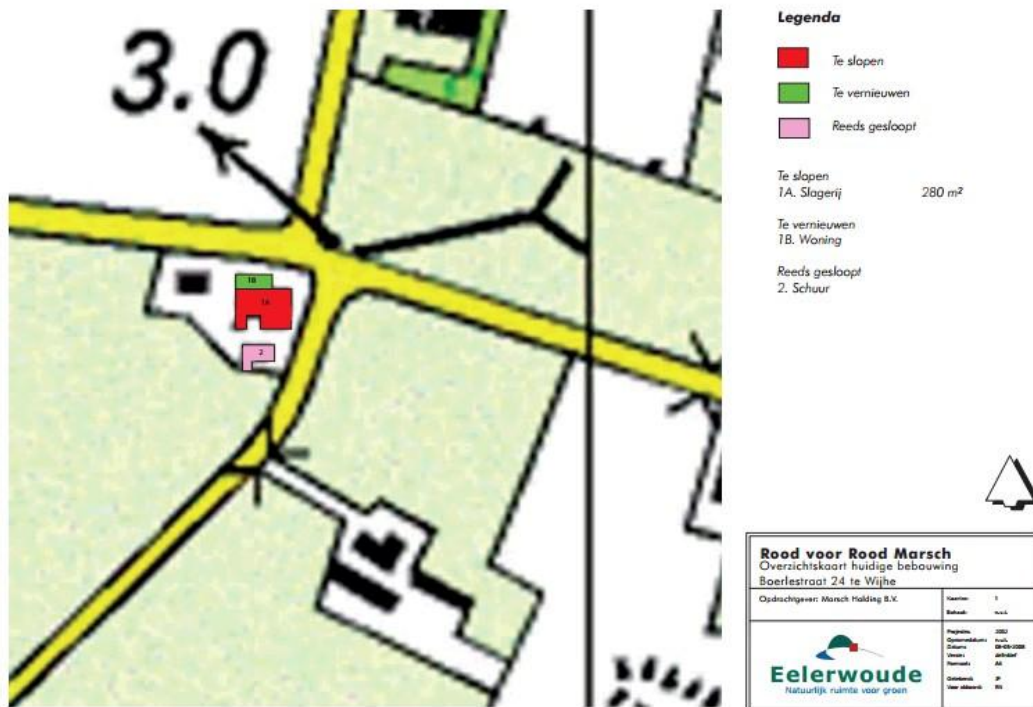 3.0
1B
1A
2
Legenda
Te slopen
Te vernieuwen
Reeds gesloopt
Te slopen
1A. Slagerij 280 m²
Te vernieuwen
1B. Woning
Reeds gesloopt
2. Schuur
Rood voor Rood Marsch
Overzichtskaart huidige bebouwing
Boerlestraat 24 te Wijhe
Opdrachtgever: Marsch Holding B.V.
Eelerwoude
Natuurlijk ruimte voor groen